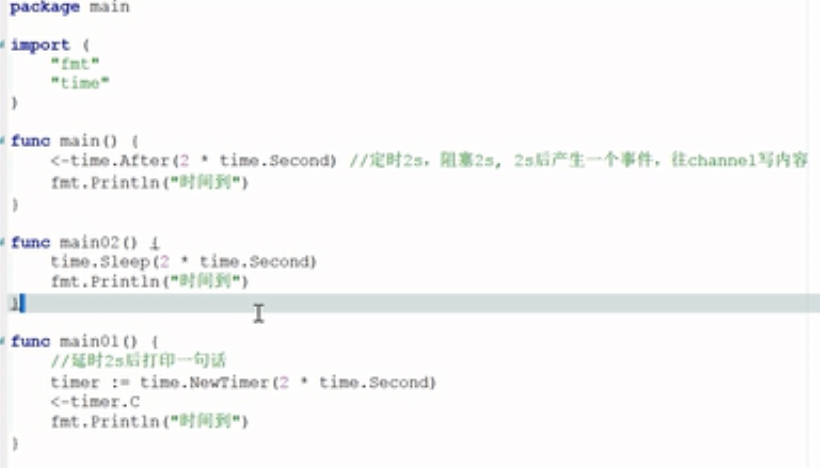 package main
import (
"fmt"
"time"
)
func main() {
<-time.After(2 * time.Second) //定时2s，阻塞2s, 2s后产生一个事件，往channel写内容
fmt.Println("时间到")
}
func main02() {
time.Sleep(2 * time.Second)
fmt.Println("时间到")
}
func main01() {
//延时2s后打印一句话
timer := time.NewTimer(2 * time.Second)
<-timer.C
fmt.Println("时间到")
}